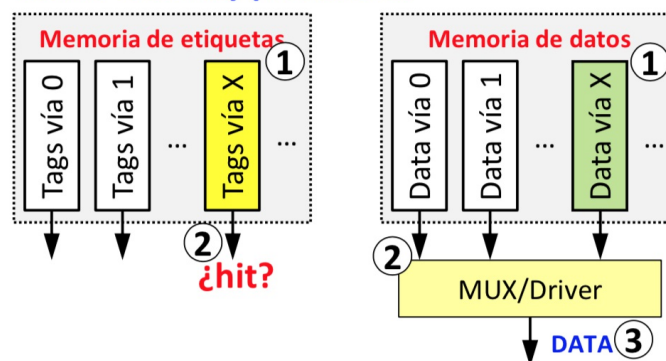 Memoria de etiquetas
1
Tags vía 0
Tags vía 1
...
Tags vía X
...
2
¿hit?
Memoria de datos
1
Data vía 0
Data vía 1
...
Data vía X
...
2
MUX/Driver
DATA 3